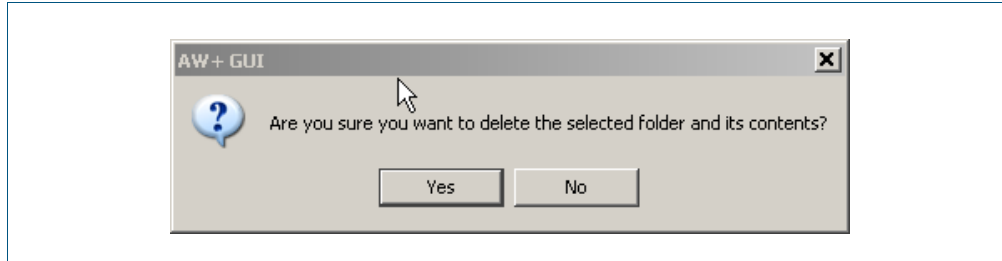 AW+ GUI
Are you sure you want to delete the selected folder and its contents?
Yes
No